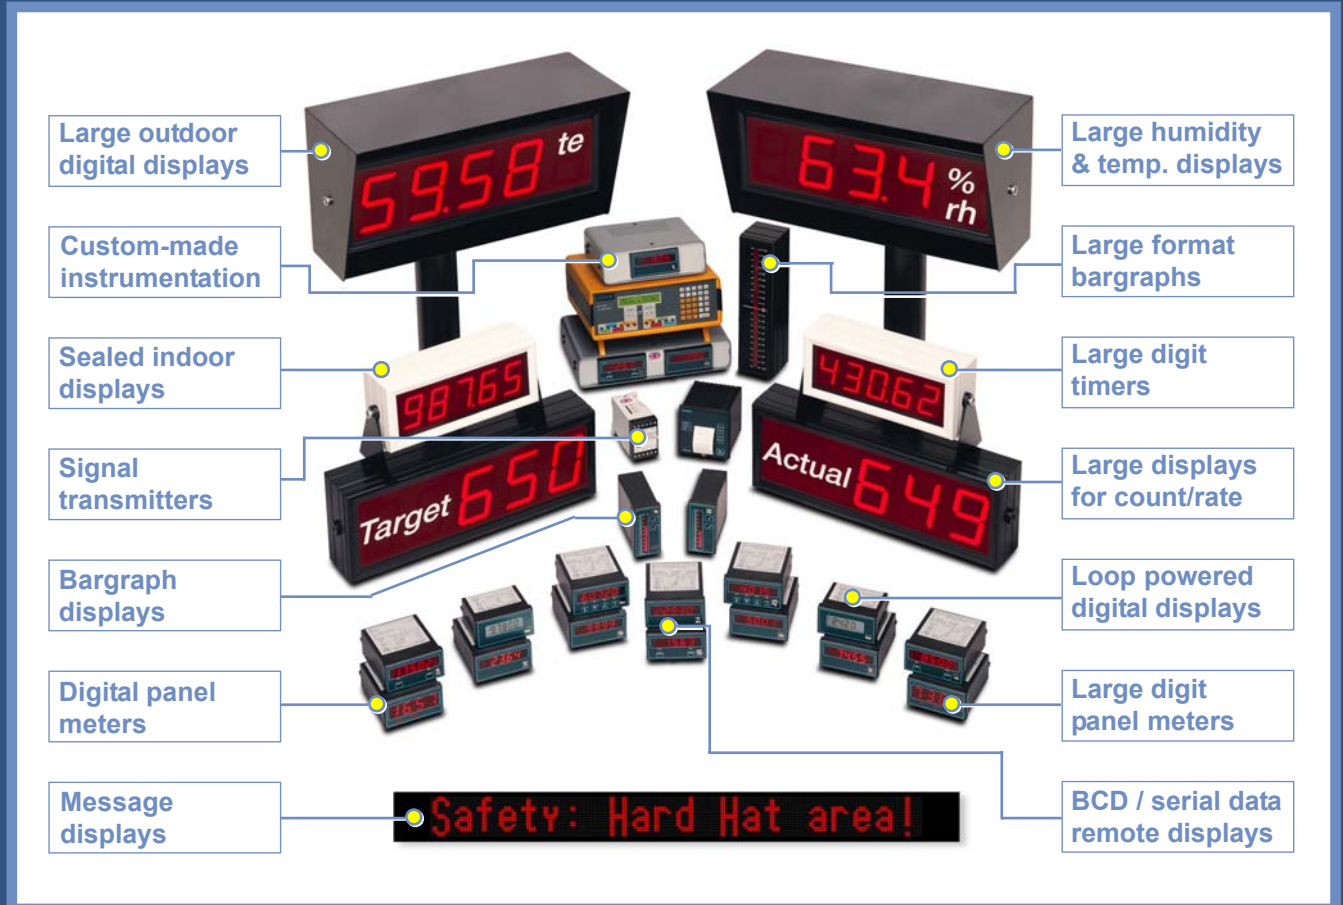 Large outdoor
digital displays
59.58 te
63.4 %
rh
Large humidity
& temp. displays
Custom-made
instrumentation
Large format
bargraphs
Sealed indoor
displays
987.65
430.62
Large digit
timers
Signal
transmitters
Target 650
Actual 649
Large displays
for count/rate
Bargraph
displays
Loop powered
digital displays
Digital panel
meters
Large digit
panel meters
Message
displays
Safety: Hard Hat area!
BCD / serial data
remote displays